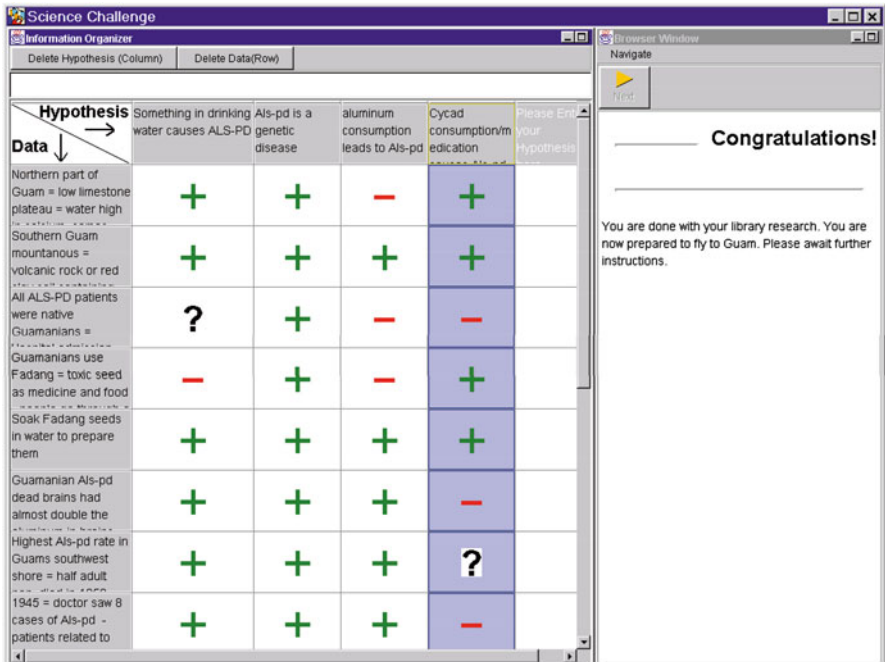 Science Challenge
Information Organizer
Delete Hypothesis (Column)
Delete Data(Row)
Hypothesis
Data
Something in drinking
water causes ALS-PD
Als-pd is a
genetic
disease
aluminum
consumption
leads to Als-pd
Cycad
consumption/m
edication
Please Ent
your
Hypothesis
Northern part of
Guam = low limestone
plateau = water high
+ + - +
Southern Guam
mountanous =
volcanic rock or red
+ + + +
All ALS-PD patients
were native
Guamanians =
? + - -
Guamanians use
Fadang = toxic seed
as medicine and food
- + - +
Soak Fadang seeds
in water to prepare
them
+ + + +
Guamanian Als-pd
dead brains had
almost double the
+ + + -
Highest Als-pd rate in
Guams southwest
shore = half adult
+ + + ?
1945 = doctor saw 8
cases of Als-pd -
patients related to
+ + + -
Browser Window
Navigate
Next
Congratulations!
You are done with your library research. You are
now prepared to fly to Guam. Please await further
instructions.